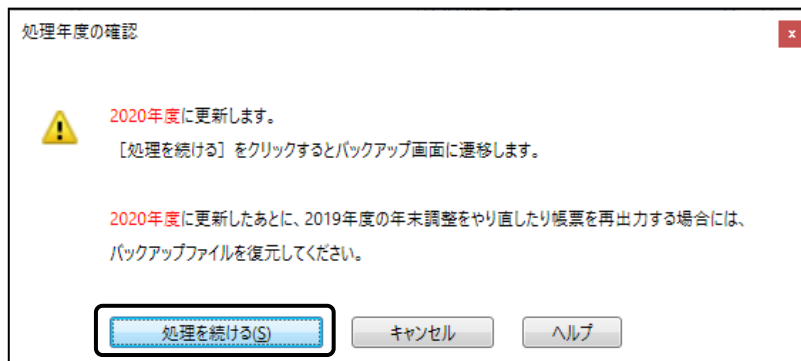 処理年度の確認
x
2020年度に更新します。
［処理を続ける］をクリックするとバックアップ画面に遷移します。
2020年度に更新したあとに、2019年度の年末調整をやり直したり帳票を再出力する場合には、
バックアップファイルを復元してください。
処理を続ける(S) キャンセル ヘルプ